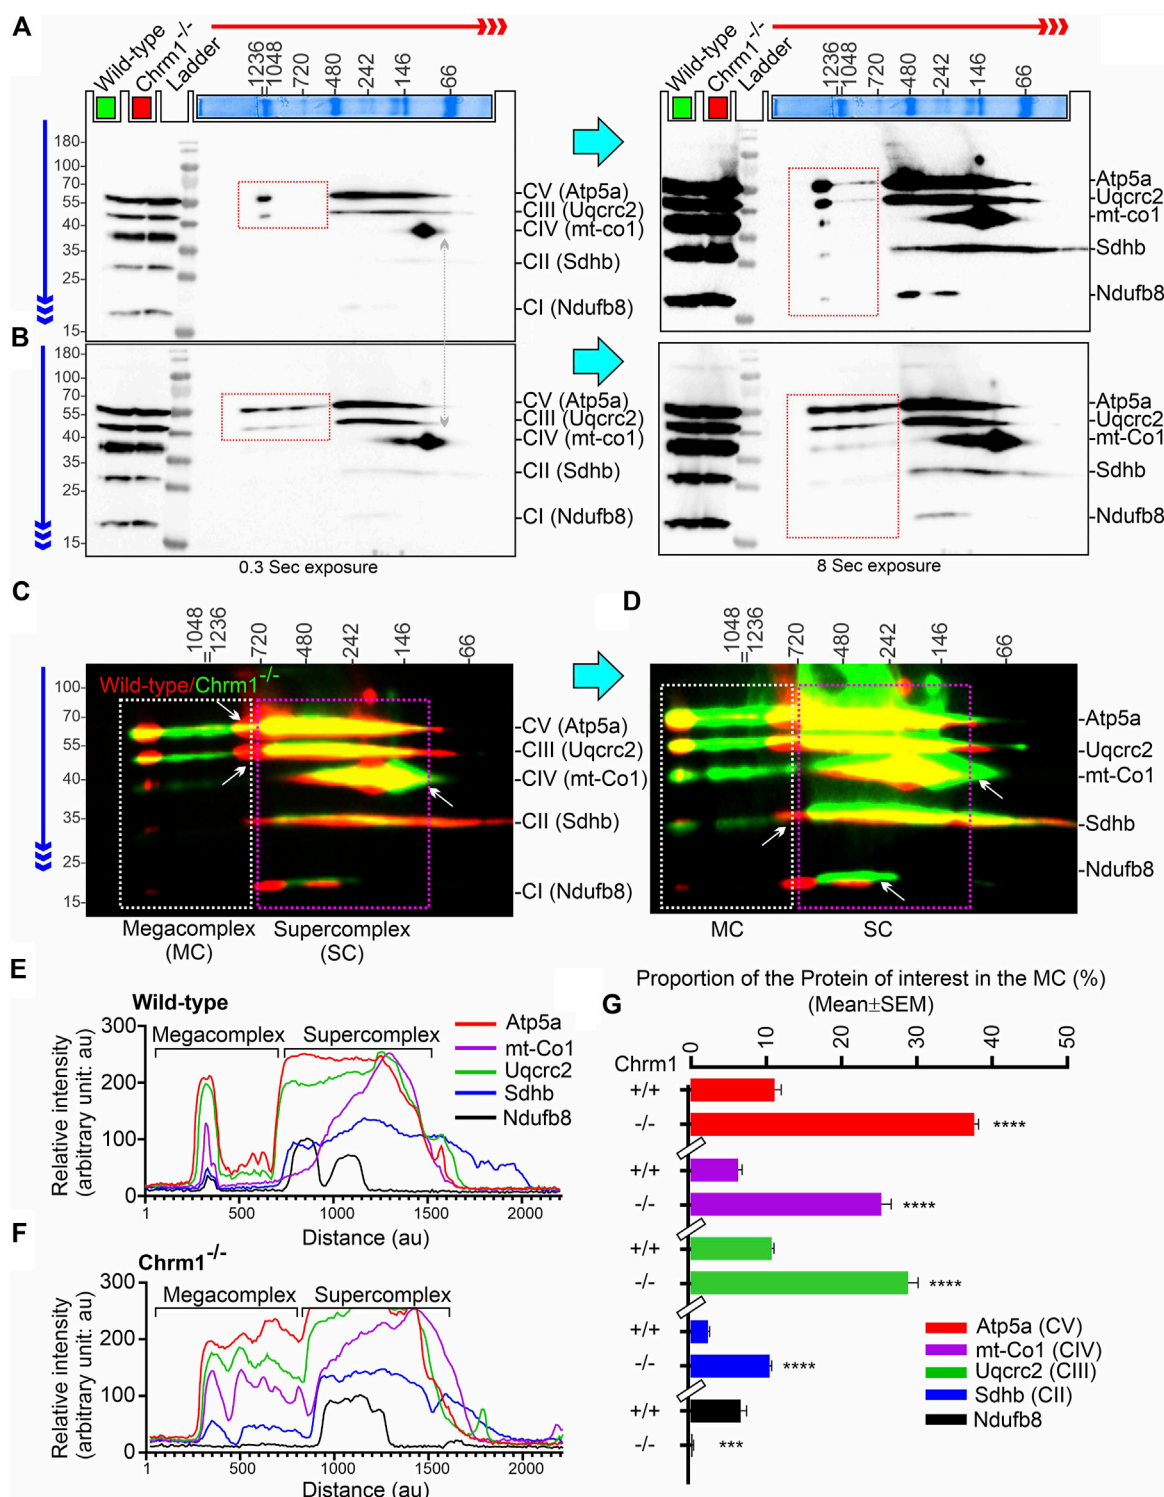 A
Wild-type
Chrm1-/-
Ladder
1236
1048
720
480
242
146
66
Wild-type
Chrm1-/-
Ladder
1236
1048
720
480
242
146
66
180
100
70
55
40
35
25
15
CV (Atp5a)
CIII (Uqcrc2)
CIV (mt-co1)
CII (Sdhb)
CI (Ndufb8)
Atp5a
Uqcrc2
mt-co1
Sdhb
Ndufb8
B
180
100
70
55
40
35
25
15
CV (Atp5a)
CIII (Uqcrc2)
CIV (mt-co1)
CII (Sdhb)
CI (Ndufb8)
Atp5a
Uqcrc2
mt-Co1
Sdhb
Ndufb8
0.3 Sec exposure
8 Sec exposure
C
1048
1236
720
480
242
146
66
D
1048
1236
720
480
242
146
66
Wild-type/Chrm1-/-
100
70
55
40
35
25
15
CV (Atp5a)
CIII (Uqcrc2)
CIV (mt-Co1)
CII (Sdhb)
CI (Ndufb8)
Atp5a
Uqcrc2
mt-Co1
Sdhb
Ndufb8
Megacomplex
(MC)
Supercomplex
(SC)
MC
SC
E
Wild-type
Relative intensity
(arbitrary unit: au)
300
200
100
0
Megacomplex
Supercomplex
Atp5a
mt-Co1
Uqcrc2
Sdhb
Ndufb8
1
500
1000
1500
2000
Distance (au)
F
Chrm1-/-
Relative intensity
(arbitrary unit: au)
300
200
100
0
Megacomplex
Supercomplex
1
500
1000
1500
2000
Distance (au)
G
Proportion of the Protein of interest in the MC (%)
(Mean±SEM)
Chrm1
0
10
20
30
40
50
+/+
-/- ****
+/+
-/- ****
+/+
-/- ****
+/+
-/- ****
+/+
-/- ***
Atp5a (CV)
mt-Co1 (CIV)
Uqcrc2 (CIII)
Sdhb (CII)
Ndufb8